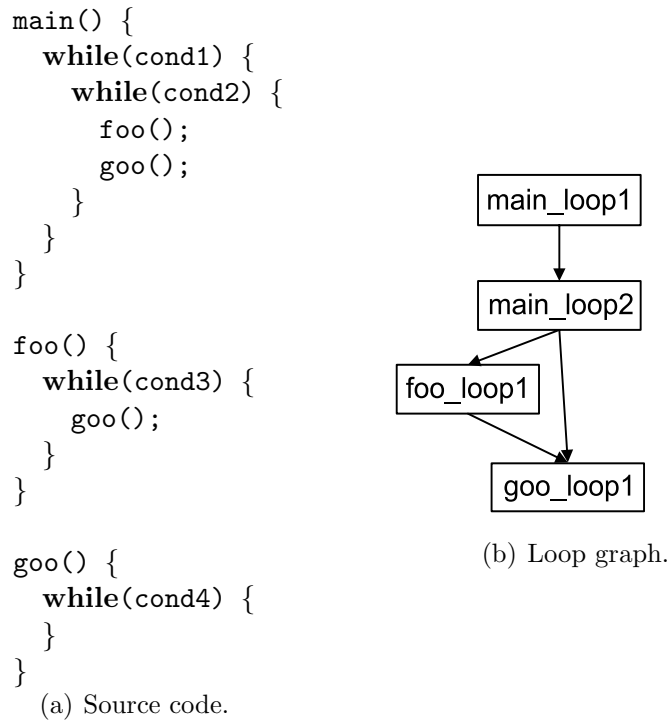 main() {
while(cond1) {
while(cond2) {
foo();
goo();
}
}
}
foo() {
while(cond3) {
goo();
}
}
goo() {
while(cond4) {
}
}
(a) Source code.
main_loop1
main_loop2
foo_loop1
goo_loop1
(b) Loop graph.